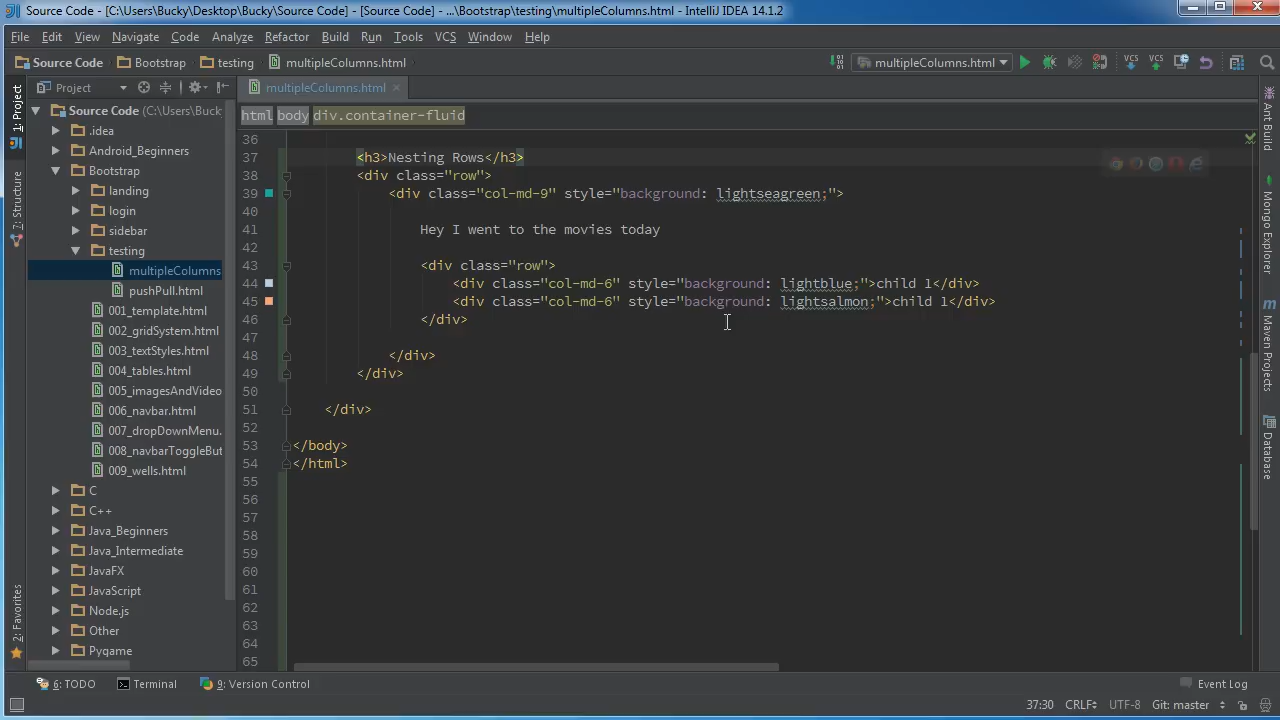 Source Code - [C:\Users\Bucky\Desktop\Bucky\Source Code] - [Source Code] - ...\Bootstrap\testing\multipleColumns.html - IntelliJ IDEA 14.1.2
File Edit View Navigate Code Analyze Refactor Build Run Tools VCS Window Help
Source Code Bootstrap testing multipleColumns.html
multipleColumns.html
VCS VCS
Project
multipleColumns.html
html body div.container-fluid
1: Project
7: Structure
2: Favorites
Source Code (C:\Users\Buck
.idea
Android_Beginners
Bootstrap
landing
login
sidebar
testing
multipleColumns
pushPull.html
001_template.html
002_gridSystem.html
003_textStyles.html
004_tables.html
005_imagesAndVideo
006_navbar.html
007_dropDownMenu.
008_navbarToggleBut
009_wells.html
C
C++
Java_Beginners
Java_Intermediate
JavaFX
JavaScript
Node.js
Other
Pygame
36
37 <h3>Nesting Rows</h3>
38 <div class="row">
39 <div class="col-md-9" style="background: lightseagreen;">
40
41 Hey I went to the movies today
42
43 <div class="row">
44 <div class="col-md-6" style="background: lightblue;">child 1</div>
45 <div class="col-md-6" style="background: lightsalmon;">child 1</div>
46 </div>
47
48 </div>
49 </div>
50
51 </div>
52
53 </body>
54 </html>
55
56
57
58
59
60
61
62
63
64
65
Ant Build
Mongo Explorer
Maven Projects
Database
6: TODO Terminal 9: Version Control Event Log
37:30 CRLF UTF-8 Git: master